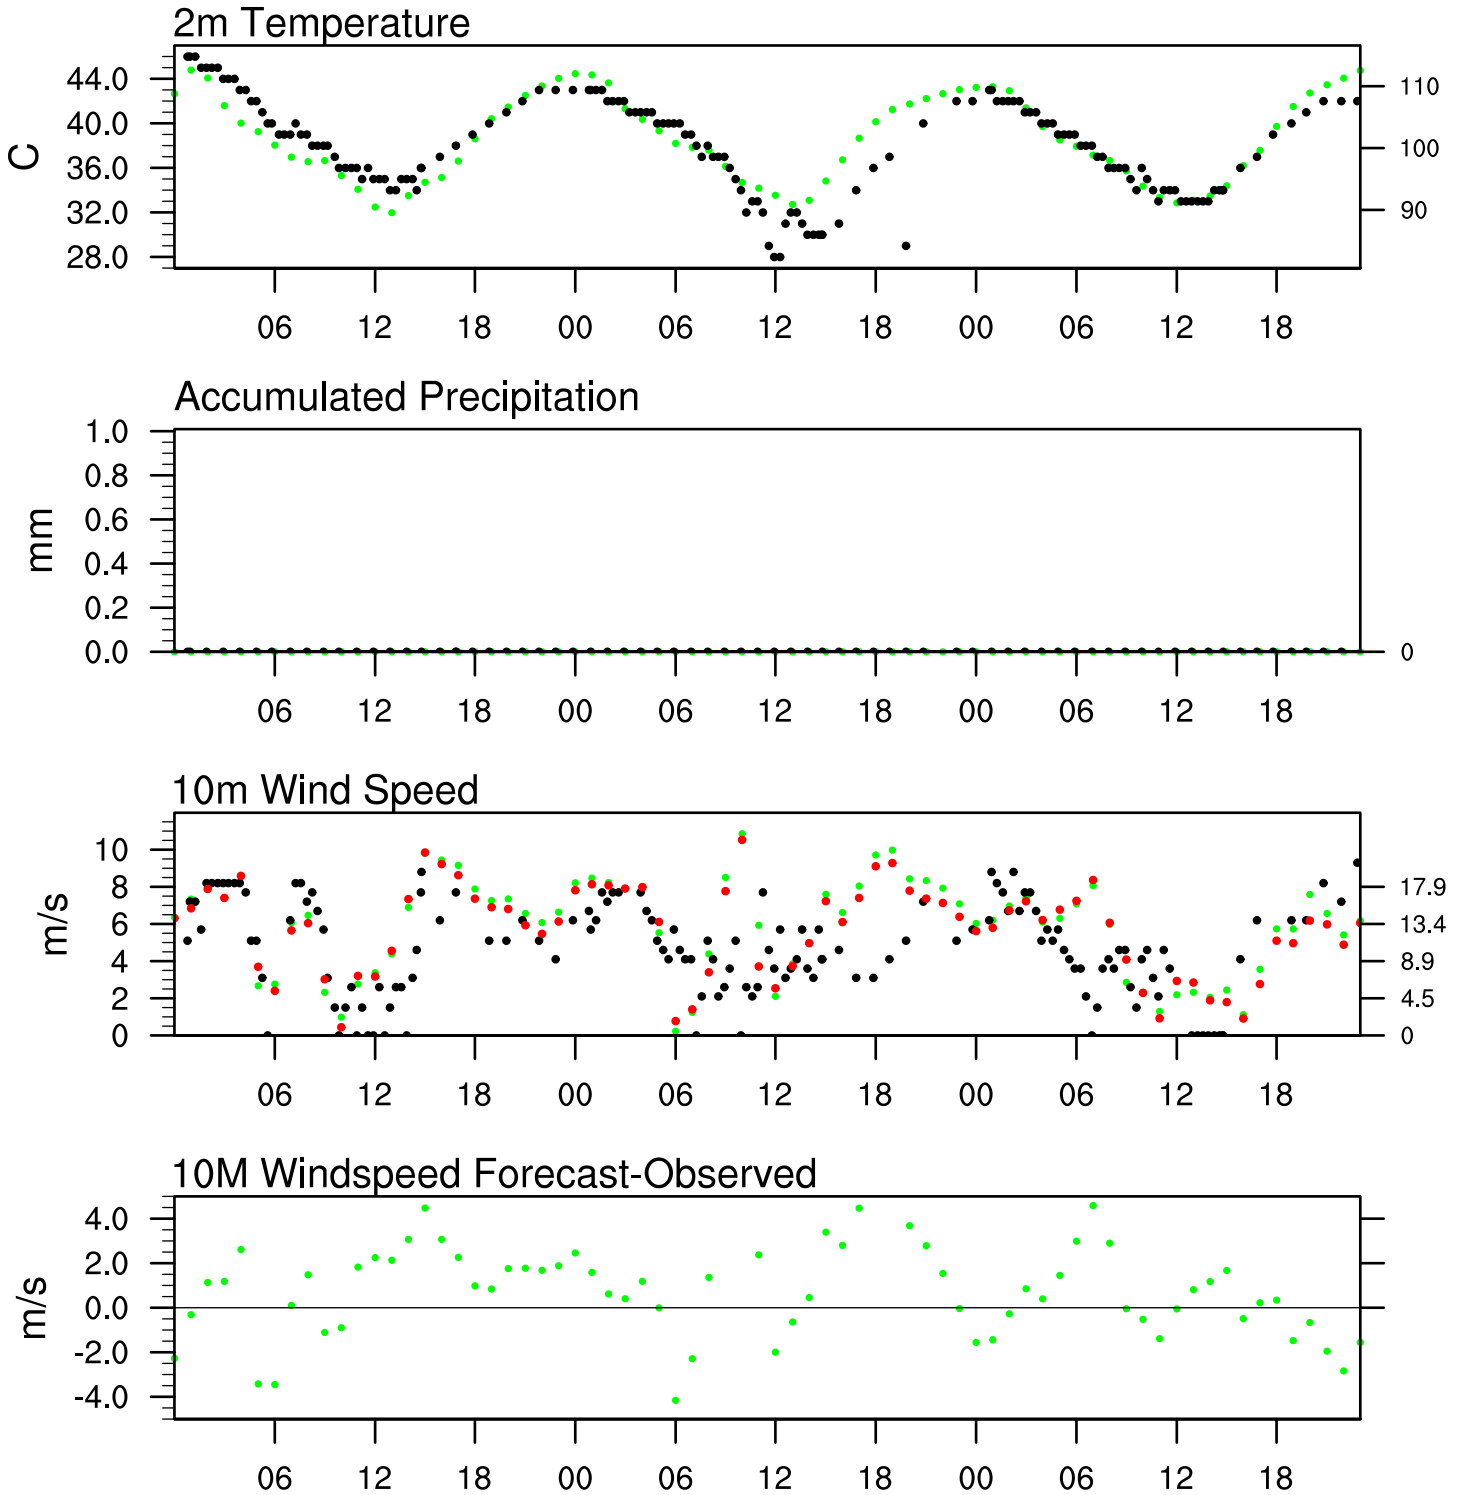 2m Temperature
C
44.0
40.0
36.0
32.0
28.0
110
100
90
06 12 18 00 06 12 18 00 06 12 18
Accumulated Precipitation
mm
1.0
0.8
0.6
0.4
0.2
0.0
0
06 12 18 00 06 12 18 00 06 12 18
10m Wind Speed
m/s
10
8
6
4
2
0
17.9
13.4
8.9
4.5
0
06 12 18 00 06 12 18 00 06 12 18
10M Windspeed Forecast-Observed
m/s
4.0
2.0
0.0
-2.0
-4.0
06 12 18 00 06 12 18 00 06 12 18